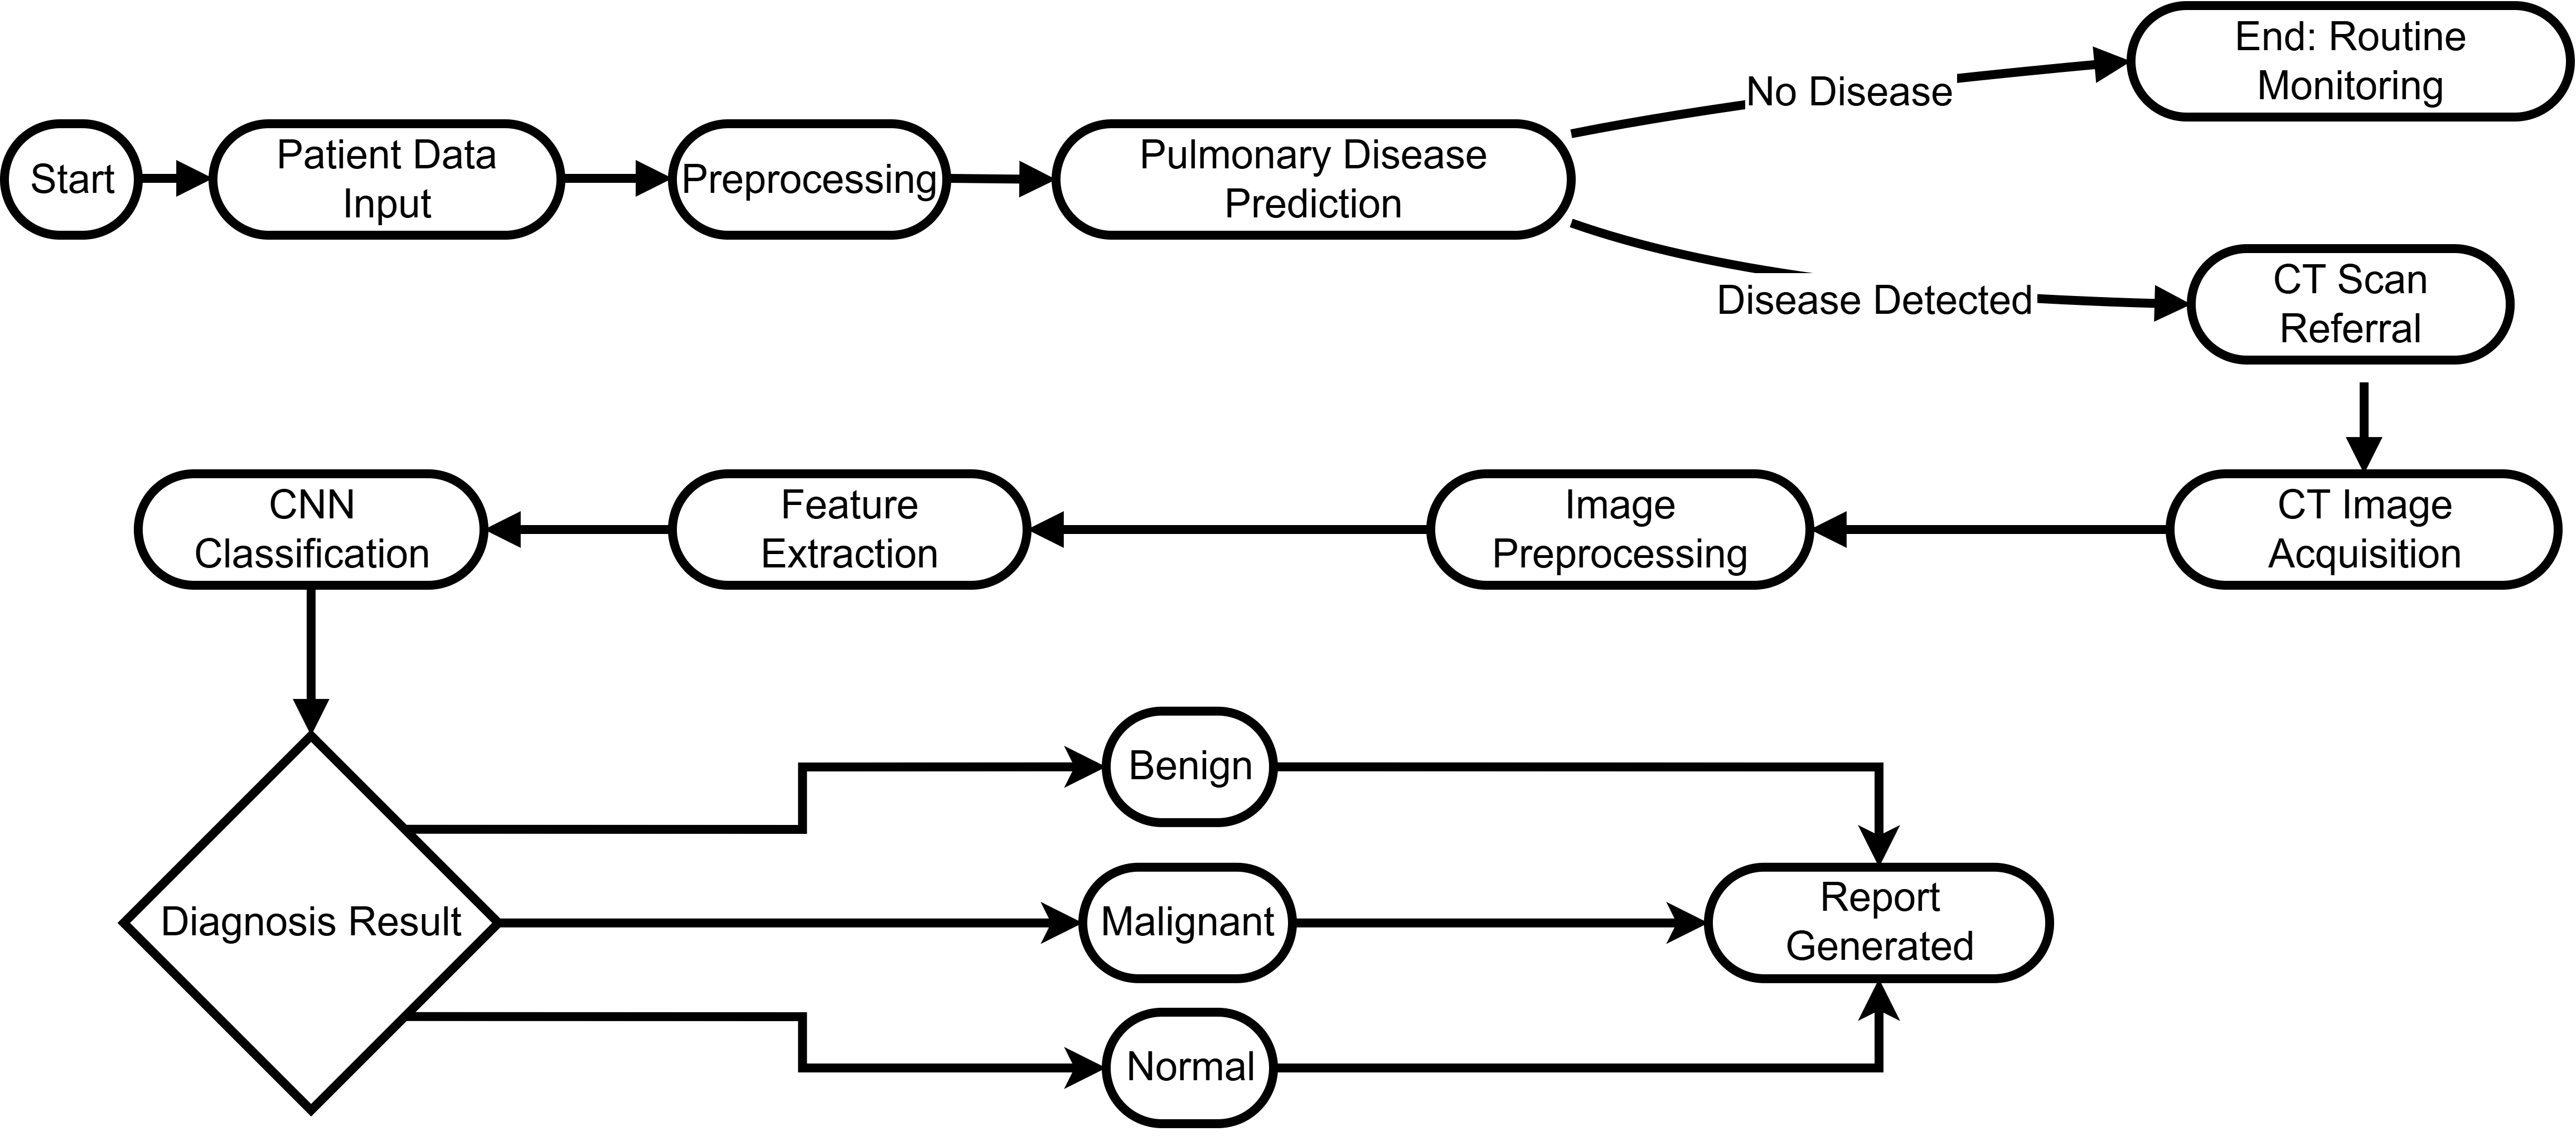 Start
Patient Data
Input
Preprocessing
Pulmonary Disease
Prediction
No Disease
End: Routine
Monitoring
Disease Detected
CT Scan
Referral
CT Image
Acquisition
Image
Preprocessing
Feature
Extraction
CNN
Classification
Diagnosis Result
Benign
Malignant
Normal
Report
Generated